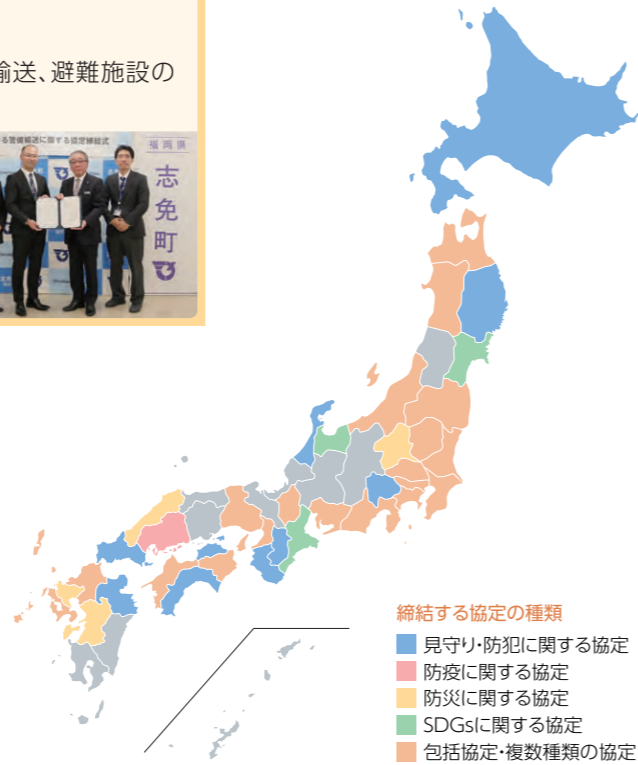 輸送、避難施設の
る警備輸送に関する協定締結式
福岡県
志免町
締結する協定の種類
見守り・防犯に関する協定
防疫に関する協定
防災に関する協定
SDGsに関する協定
包括協定・複数種類の協定